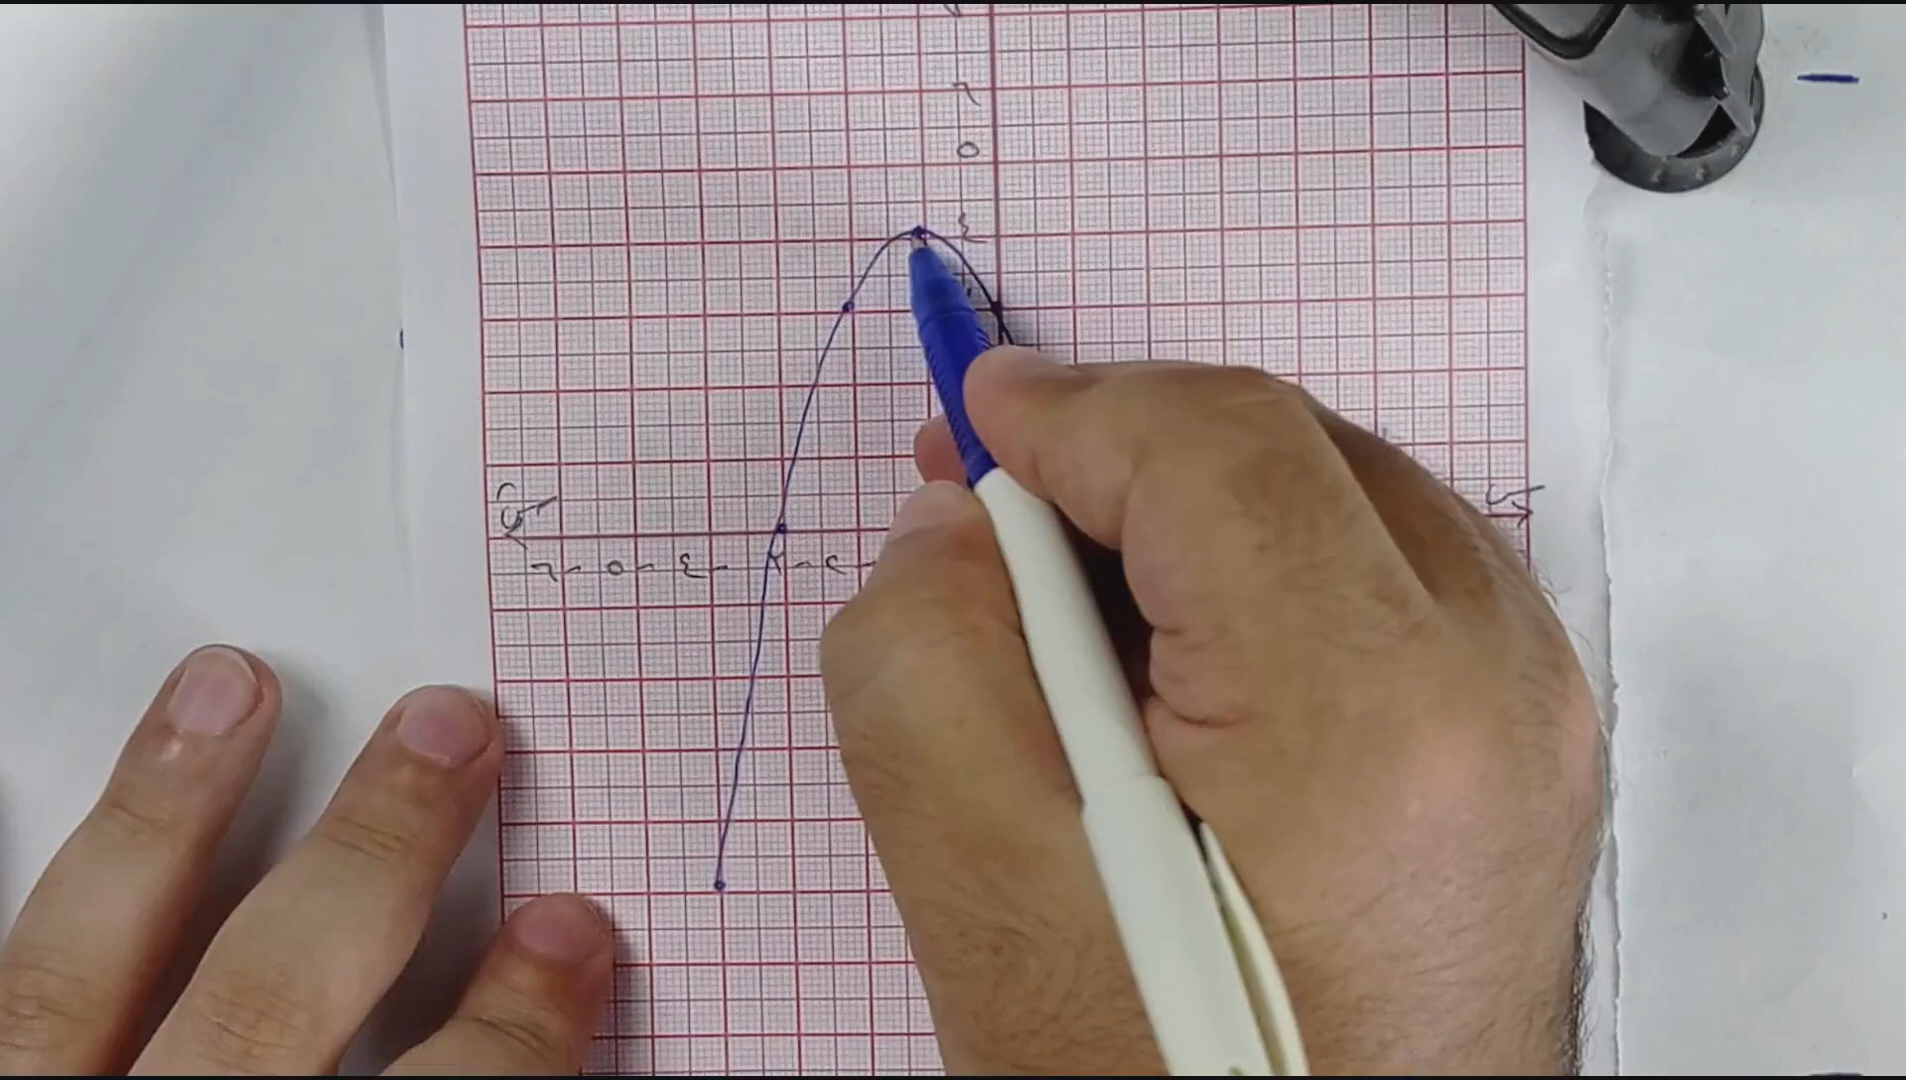 ٦
٥
٤
سَ
س
٦- ٥- ٤- ٣- ٢-